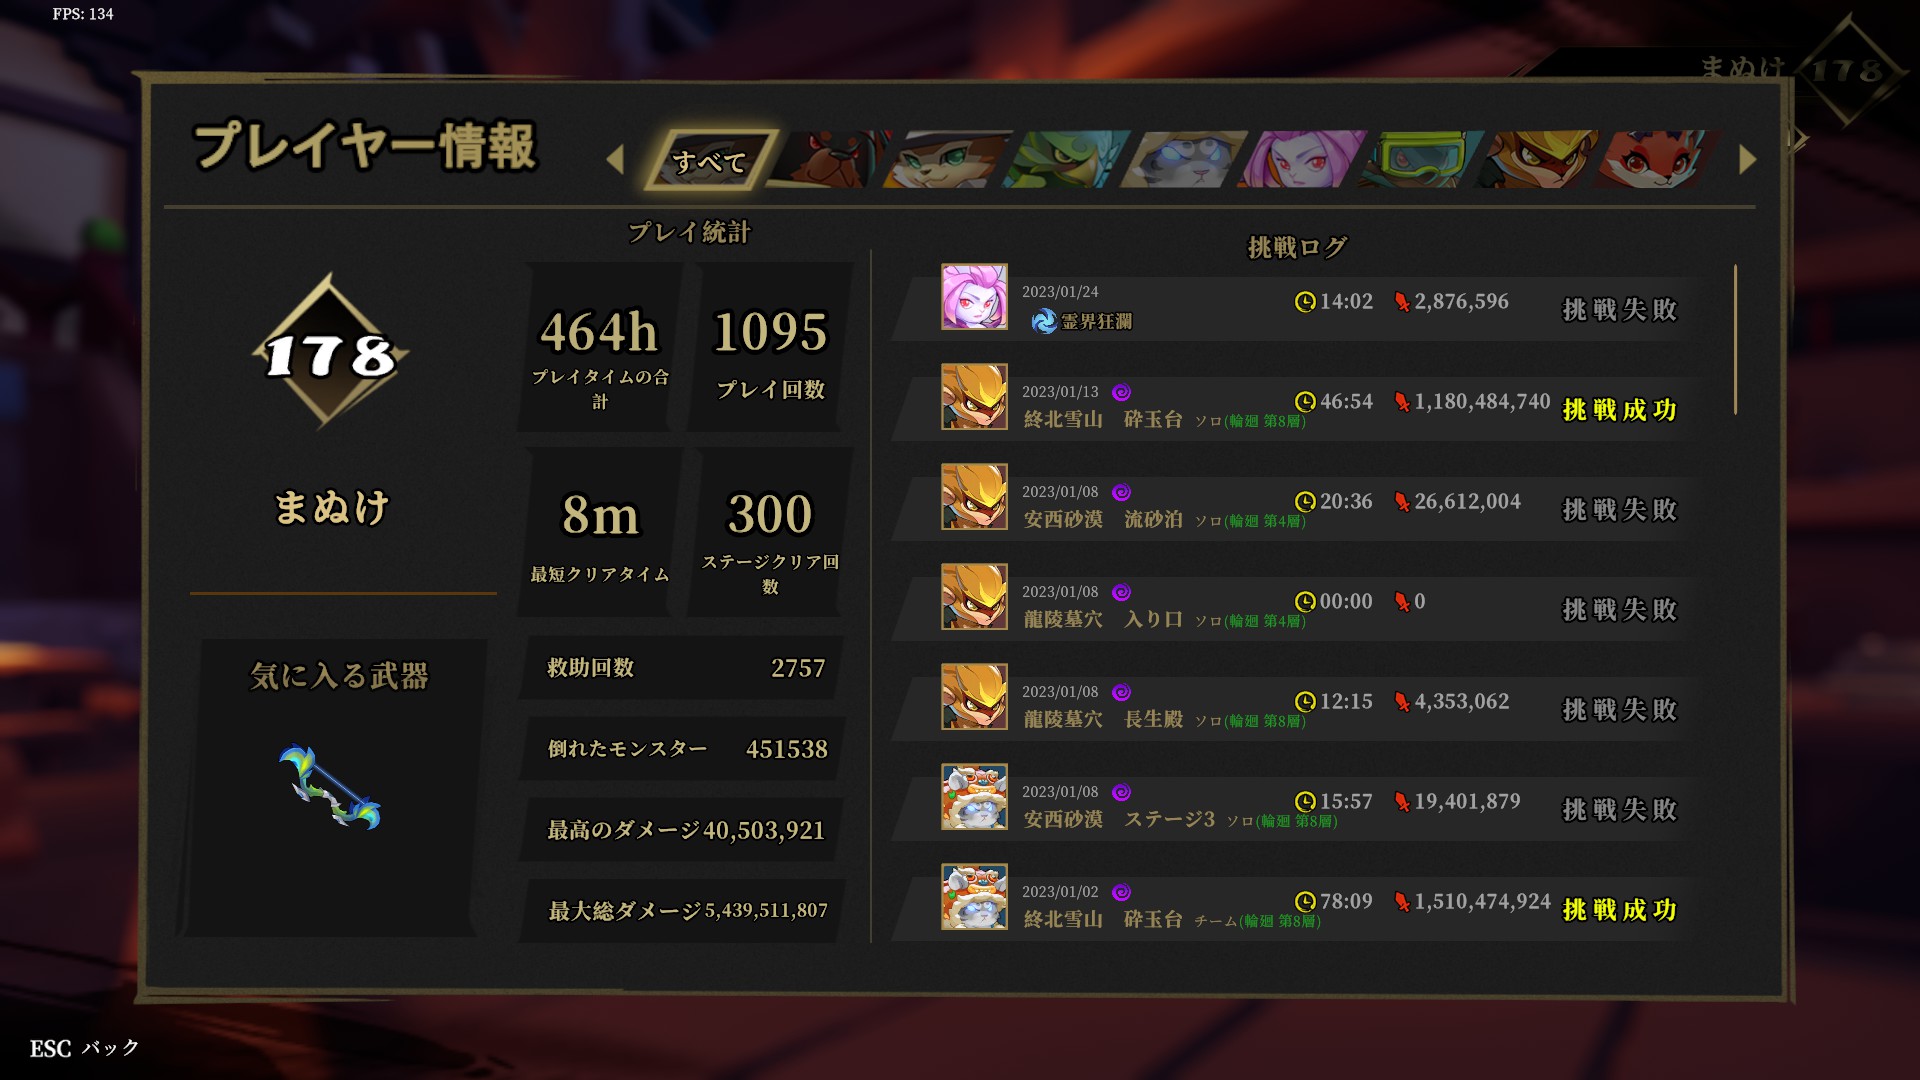 FPS: 134
まぬけ 178
プレイヤー情報
すべて
プレイ統計
178
まぬけ
気に入る武器
464h
プレイタイムの合
計
1095
プレイ回数
8m
最短クリアタイム
300
ステージクリア回
数
救助回数 2757
倒れたモンスター 451538
最高のダメージ 40,503,921
最大総ダメージ 5,439,511,807
挑戦ログ
2023/01/24
霊界狂瀾 14:02 2,876,596 挑戦失敗
2023/01/13
終北雪山 砕玉台 ソロ(輪廻 第8層) 46:54 1,180,484,740 挑戦成功
2023/01/08
安西砂漠 流砂泊 ソロ(輪廻 第4層) 20:36 26,612,004 挑戦失敗
2023/01/08
龍陵墓穴 入り口 ソロ(輪廻 第4層) 00:00 0 挑戦失敗
2023/01/08
龍陵墓穴 長生殿 ソロ(輪廻 第8層) 12:15 4,353,062 挑戦失敗
2023/01/08
安西砂漠 ステージ3 ソロ(輪廻 第8層) 15:57 19,401,879 挑戦失敗
2023/01/02
終北雪山 砕玉台 チーム(輪廻 第8層) 78:09 1,510,474,924 挑戦成功
ESC バック